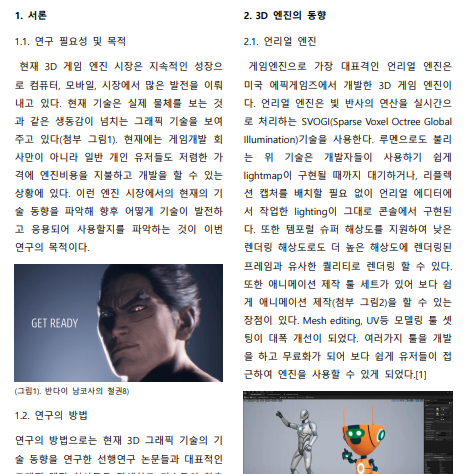 1. 서론
1.1. 연구 필요성 및 목적
현재 3D 게임 엔진 시장은 지속적인 성장으
로 컴퓨터, 모바일, 시장에서 많은 발전을 이뤄
내고 있다. 현재 기술은 실제 물체를 보는 것
과 같은 생동감이 넘치는 그래픽 기술을 보여
주고 있다(첨부 그림1). 현재에는 게임개발 회
사만이 아니라 일반 개인 유저들도 저렴한 가
격에 엔진비용을 지불하고 개발을 할 수 있는
상황에 있다. 이런 엔진 시장에서의 현재의 기
술 동향을 파악해 향후 어떻게 기술이 발전하
고 응용되어 사용할지를 파악하는 것이 이번
연구의 목적이다.
GET READY
(그림1). 반다이 남코사의 철권8)
1.2. 연구의 방법
연구의 방법으로는 현재 3D 그래픽 기술의 기
술 동향을 연구한 선행연구 논문들과 대표적인
2. 3D 엔진의 동향
2.1. 언리얼 엔진
게임엔진으로 가장 대표격인 언리얼 엔진은
미국 에픽게임즈에서 개발한 3D 게임 엔진이
다. 언리얼 엔진은 빛 반사의 연산을 실시간으
로 처리하는 SVOGI(Sparse Voxel Octree Global
Illumination)기술을 사용한다. 루멘으로도 불리
는 위 기술은 개발자들이 사용하기 쉽게
lightmap이 구현될 때까지 대기하거나, 리플렉
션 캡처를 배치할 필요 없이 언리얼 에디터에
서 작업한 lighting이 그대로 콘솔에서 구현된
다. 또한 템포럴 슈퍼 해상도를 지원하여 낮은
렌더링 해상도로도 더 높은 해상도에 렌더링된
프레임과 유사한 퀄리티로 렌더링 할 수 있다.
또한 애니메이션 제작 툴 세트가 있어 보다 쉽
게 애니메이션 제작(첨부 그림2)을 할 수 있는
장점이 있다. Mesh editing, UV등 모델링 툴 셋
팅이 대폭 개선이 되었다. 여러가지 툴을 개발
을 하고 무료화가 되어 보다 쉽게 유저들이 접
근하여 엔진을 사용할 수 있게 되었다.[1]